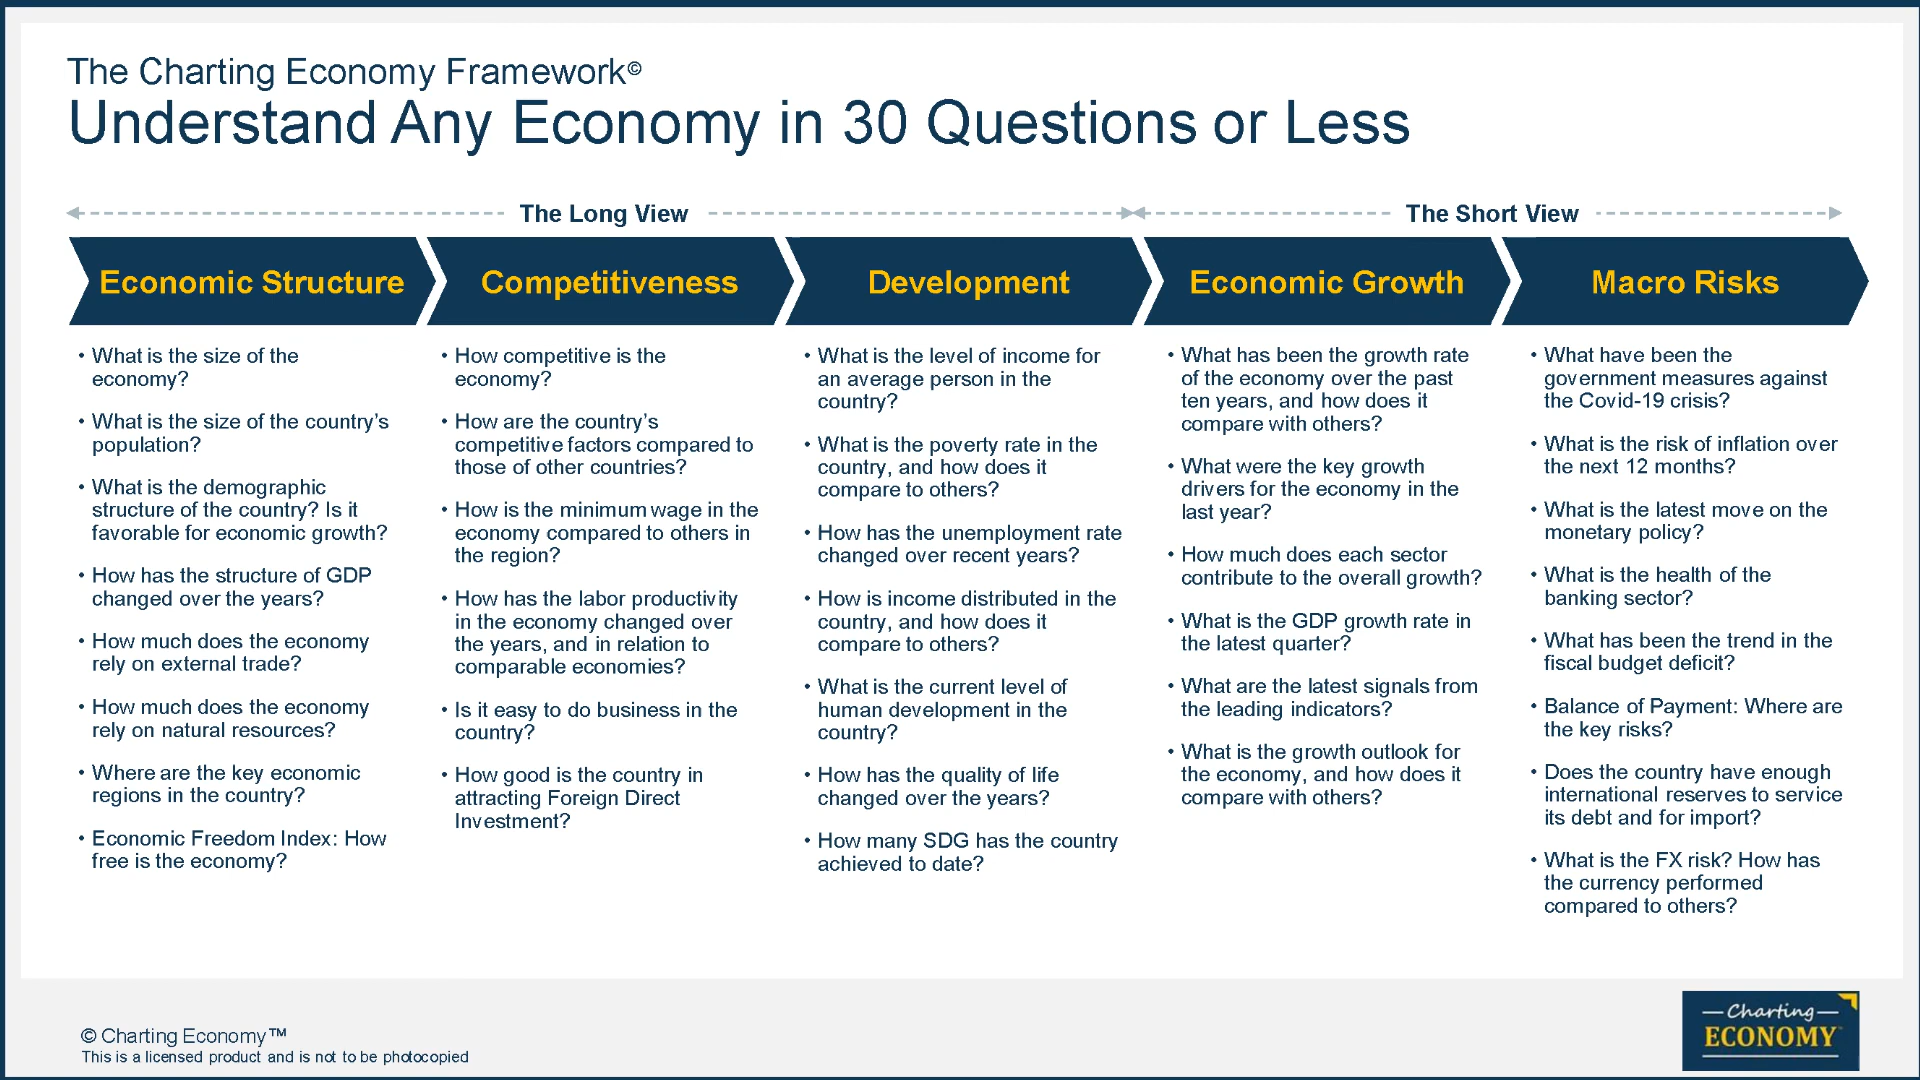 The Charting Economy Framework©
Understand Any Economy in 30 Questions or Less
The Long View
The Short View
Economic Structure
Competitiveness
Development
Economic Growth
Macro Risks
• What is the size of the
economy?
• What is the size of the country’s
population?
• What is the demographic
structure of the country? Is it
favorable for economic growth?
• How has the structure of GDP
changed over the years?
• How much does the economy
rely on external trade?
• How much does the economy
rely on natural resources?
• Where are the key economic
regions in the country?
• Economic Freedom Index: How
free is the economy?
• How competitive is the
economy?
• How are the country’s
competitive factors compared to
those of other countries?
• How is the minimum wage in the
economy compared to others in
the region?
• How has the labor productivity
in the economy changed over
the years, and in relation to
comparable economies?
• Is it easy to do business in the
country?
• How good is the country in
attracting Foreign Direct
Investment?
• What is the level of income for
an average person in the
country?
• What is the poverty rate in the
country, and how does it
compare to others?
• How has the unemployment rate
changed over recent years?
• How is income distributed in the
country, and how does it
compare to others?
• What is the current level of
human development in the
country?
• How has the quality of life
changed over the years?
• How many SDG has the country
achieved to date?
• What has been the growth rate
of the economy over the past
ten years, and how does it
compare with others?
• What were the key growth
drivers for the economy in the
last year?
• How much does each sector
contribute to the overall growth?
• What is the GDP growth rate in
the latest quarter?
• What are the latest signals from
the leading indicators?
• What is the growth outlook for
the economy, and how does it
compare with others?
• What have been the
government measures against
the Covid-19 crisis?
• What is the risk of inflation over
the next 12 months?
• What is the latest move on the
monetary policy?
• What is the health of the
banking sector?
• What has been the trend in the
fiscal budget deficit?
• Balance of Payment: Where are
the key risks?
• Does the country have enough
international reserves to service
its debt and for import?
• What is the FX risk? How has
the currency performed
compared to others?
© Charting Economy™
This is a licensed product and is not to be photocopied
Charting
ECONOMY™